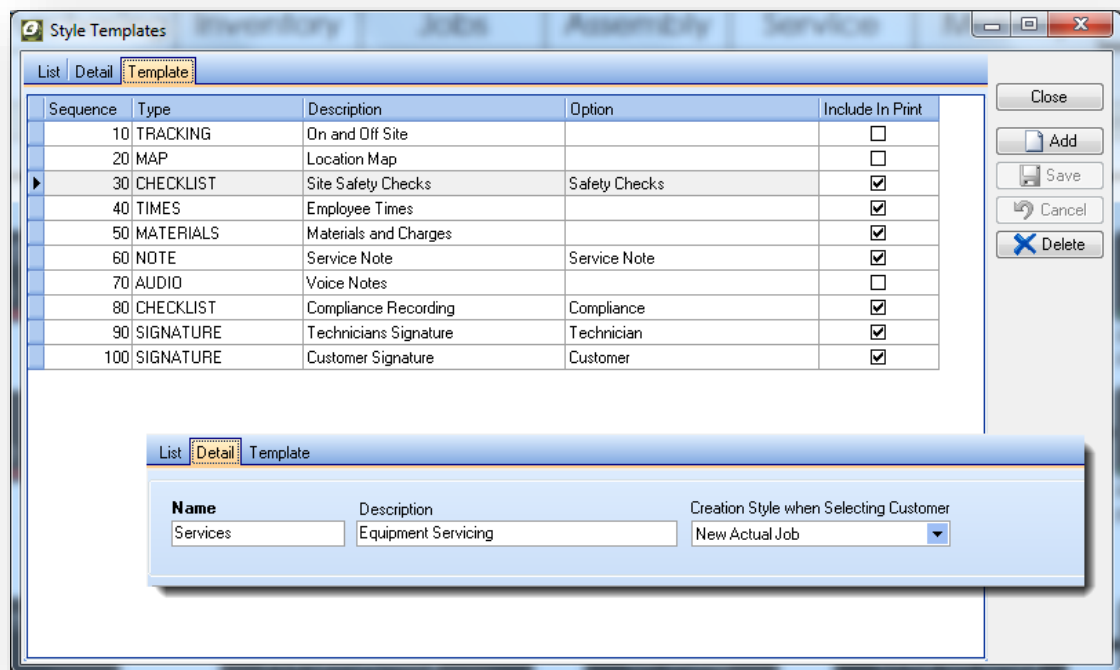 Inventory Jobs Assembly Service
Style Templates
List Detail Template
Close
Add
Save
Cancel
Delete
Sequence Type Description Option Include In Print
10 TRACKING On and Off Site
20 MAP Location Map
30 CHECKLIST Site Safety Checks Safety Checks
40 TIMES Employee Times
50 MATERIALS Materials and Charges
60 NOTE Service Note Service Note
70 AUDIO Voice Notes
80 CHECKLIST Compliance Recording Compliance
90 SIGNATURE Technicians Signature Technician
100 SIGNATURE Customer Signature Customer
List Detail Template
Name Description Creation Style when Selecting Customer
Services Equipment Servicing New Actual Job